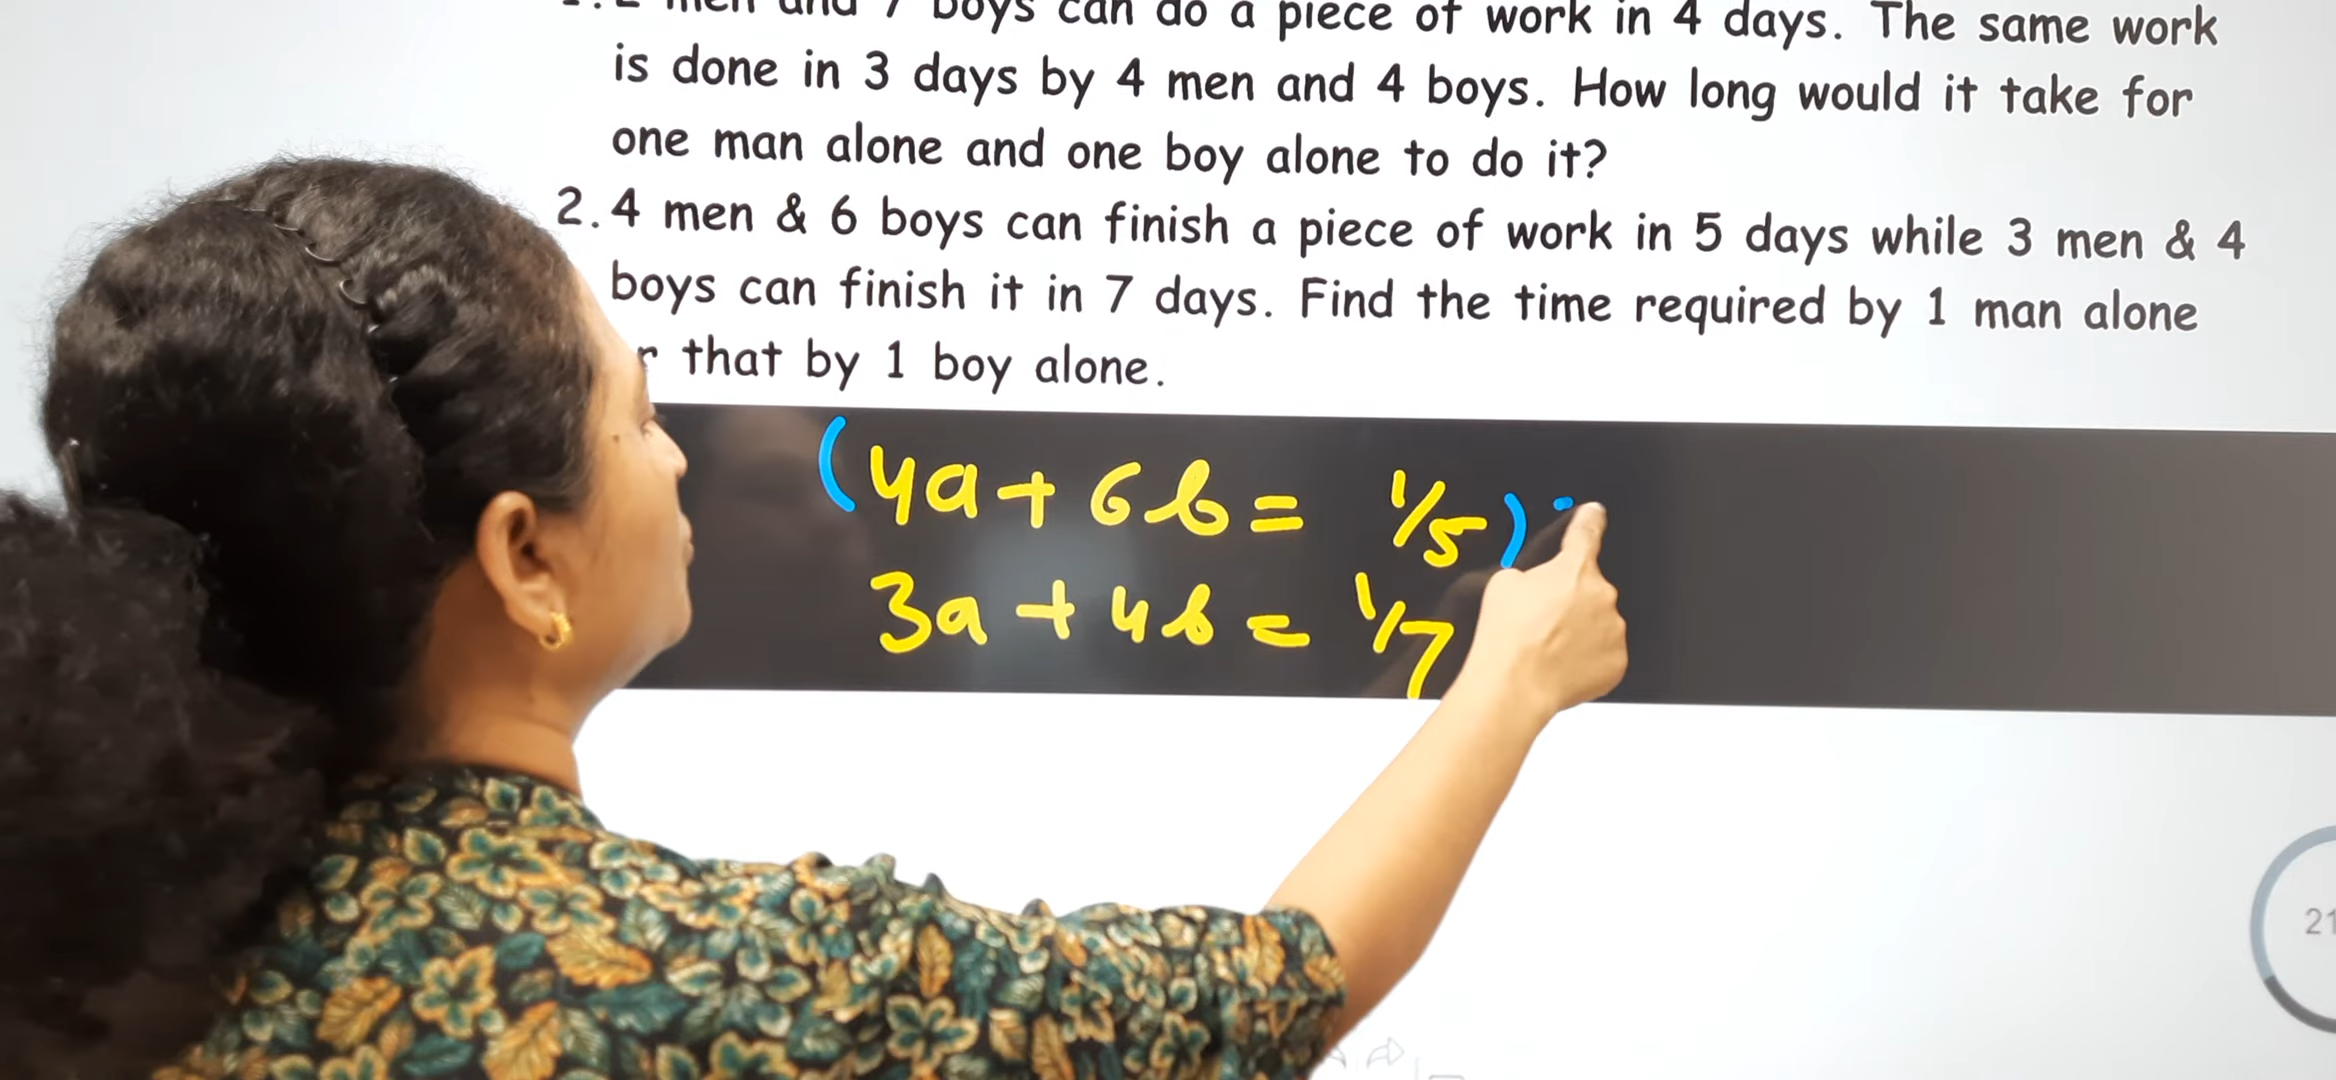 men and 7 boys can do a piece of work in 4 days. The same work
is done in 3 days by 4 men and 4 boys. How long would it take for
one man alone and one boy alone to do it?
2. 4 men & 6 boys can finish a piece of work in 5 days while 3 men & 4
boys can finish it in 7 days. Find the time required by 1 man alone
that by 1 boy alone.
(4a + 6b = 1/5)
3a + 4b = 1/7
21